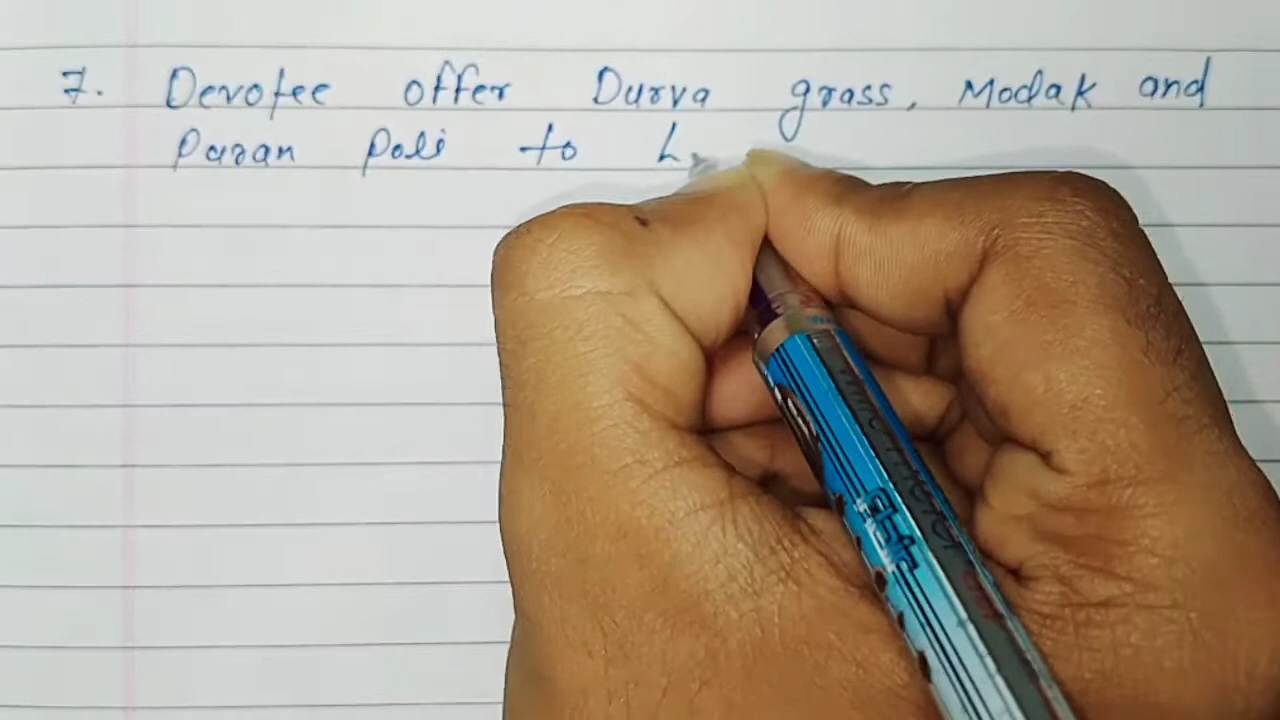 7. Devotee offer Durva grass, Modak and
Puran Poli to L